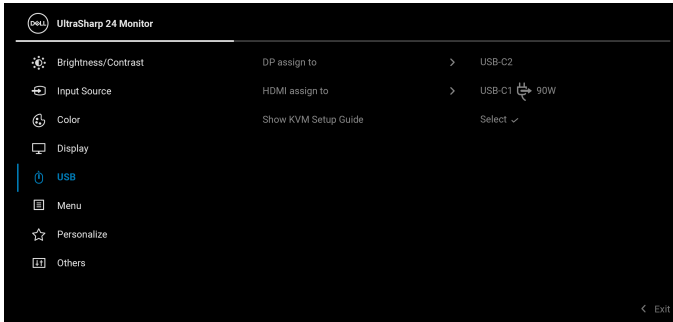 DELL UltraSharp 24 Monitor
Brightness/Contrast DP assign to > USB-C2
Input Source HDMI assign to > USB-C1 90W
Color Show KVM Setup Guide Select ✓
Display
USB
Menu
Personalize
Others
< Exit